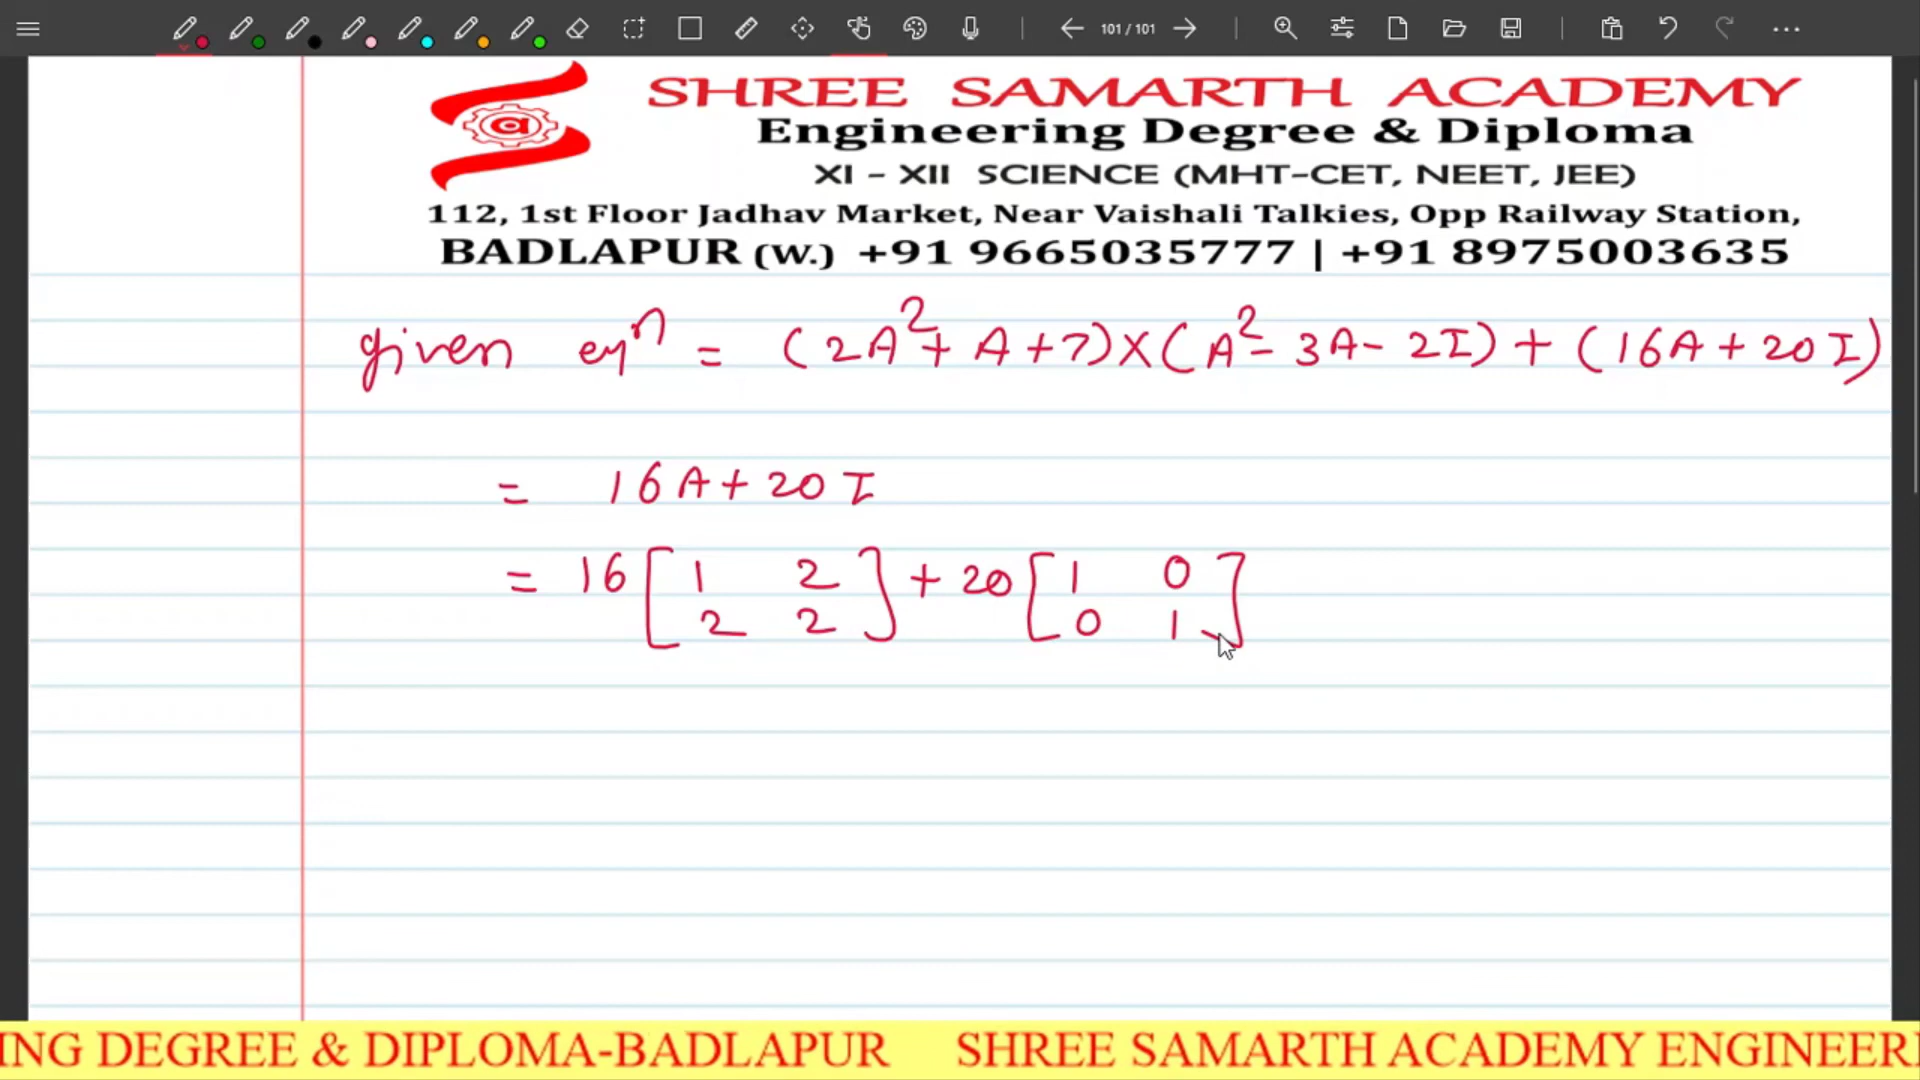 101 / 101
SHREE SAMARTH ACADEMY
Engineering Degree & Diploma
XI - XII SCIENCE (MHT-CET, NEET, JEE)
112, 1st Floor Jadhav Market, Near Vaishali Talkies, Opp Railway Station,
BADLAPUR (W.) +91 9665035777 | +91 8975003635
given eqⁿ = (2A² + A + 7) × (A² - 3A - 2I) + (16A + 20I)
= 16A + 20I
= 16 [ 1 2 ] + 20 [ 1 0 ]
2 2 0 1
ING DEGREE & DIPLOMA-BADLAPUR SHREE SAMARTH ACADEMY ENGINEERI